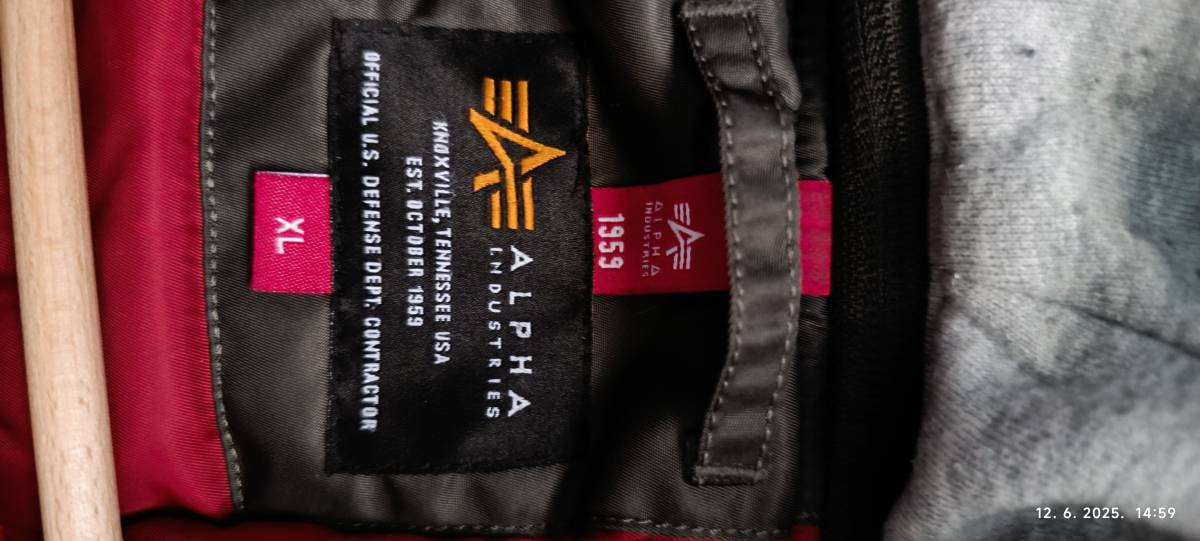 ALPHA
INDUSTRIES
1959
ALPHA
INDUSTRIES
KNOXVILLE, TENNESSEE USA
EST. OCTOBER 1959
OFFICIAL U.S. DEFENSE DEPT. CONTRACTOR
XL
12. 6. 2025. 14:59